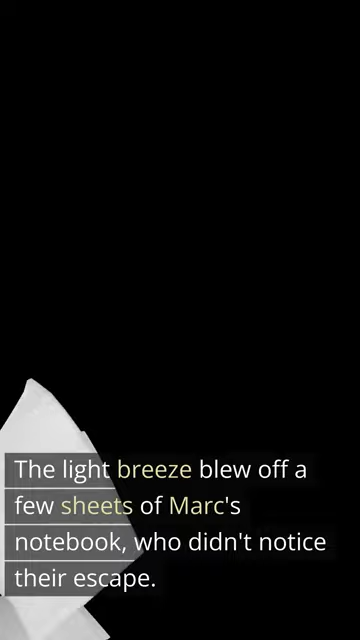 The light breeze blew off a
few sheets of Marc's
notebook, who didn't notice
their escape.